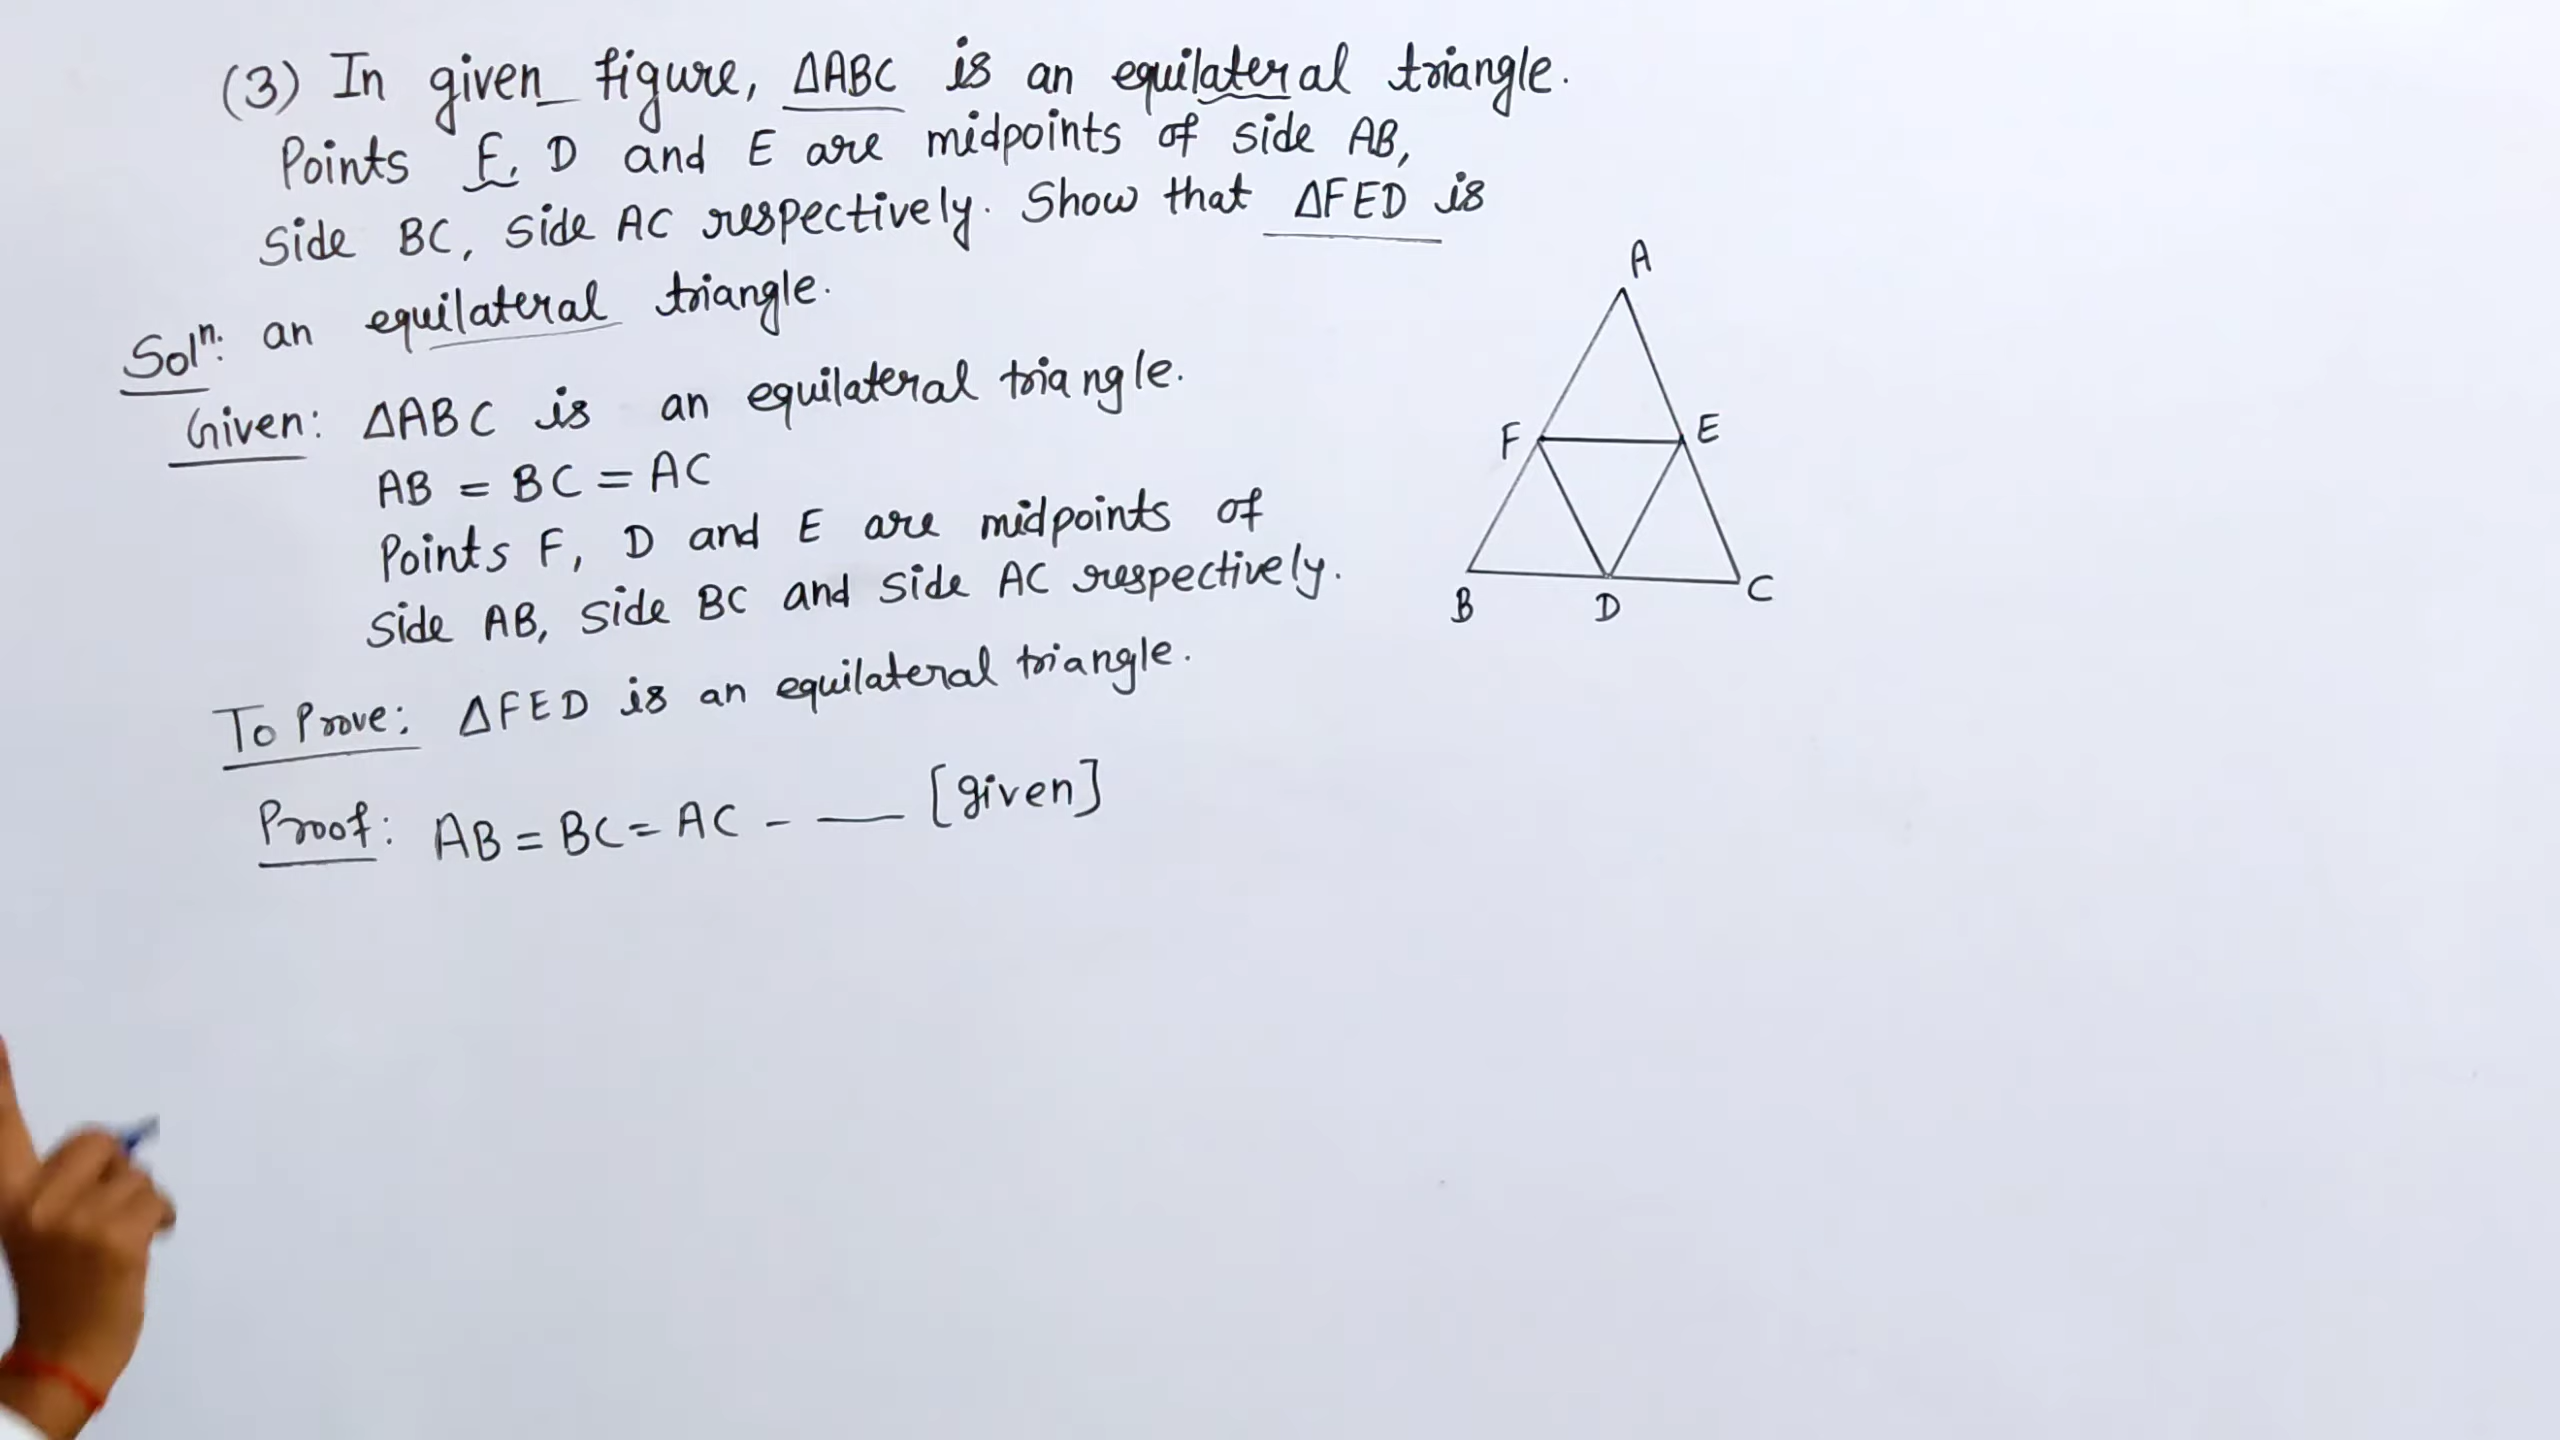 (3) In given figure, ΔABC is an equilateral triangle.
Points F, D and E are midpoints of side AB,
Side BC, Side AC respectively. Show that ΔFED is
an equilateral triangle.
Solⁿ:
Given: ΔABC is an equilateral triangle.
AB = BC = AC
Points F, D and E are midpoints of
Side AB, Side BC and Side AC respectively.
To Prove: ΔFED is an equilateral triangle.
Proof: AB = BC = AC - — [given]
A
F
E
B
D
C